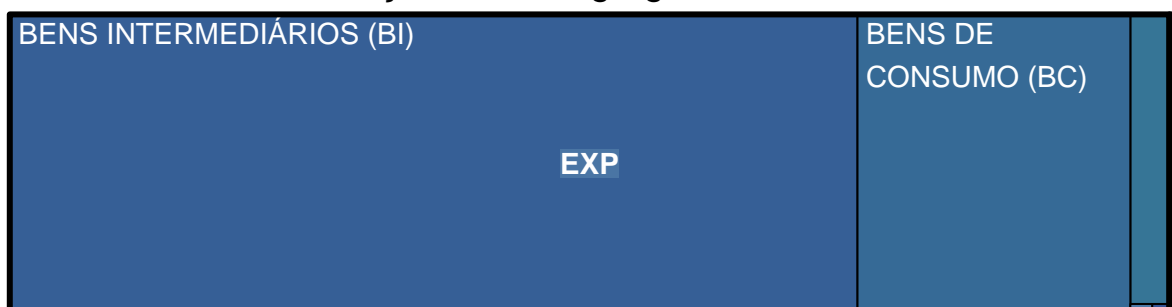 BENS INTERMEDIÁRIOS (BI)
BENS DE
CONSUMO (BC)
EXP